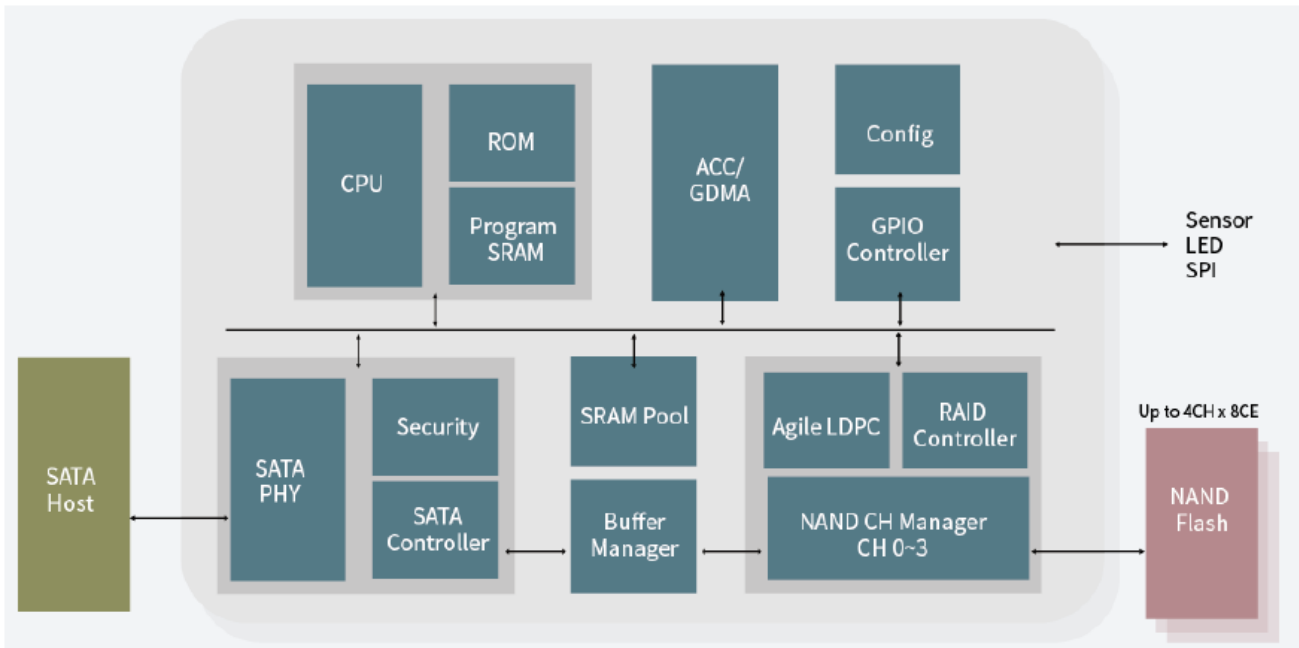 CPU
ROM
Program
SRAM
ACC/
GDMA
Config
GPIO
Controller
Sensor
LED
SPI
SATA
Host
SATA
PHY
Security
SATA
Controller
SRAM Pool
Buffer
Manager
Agile LDPC
RAID
Controller
NAND CH Manager
CH 0~3
Up to 4CH x 8CE
NAND
Flash